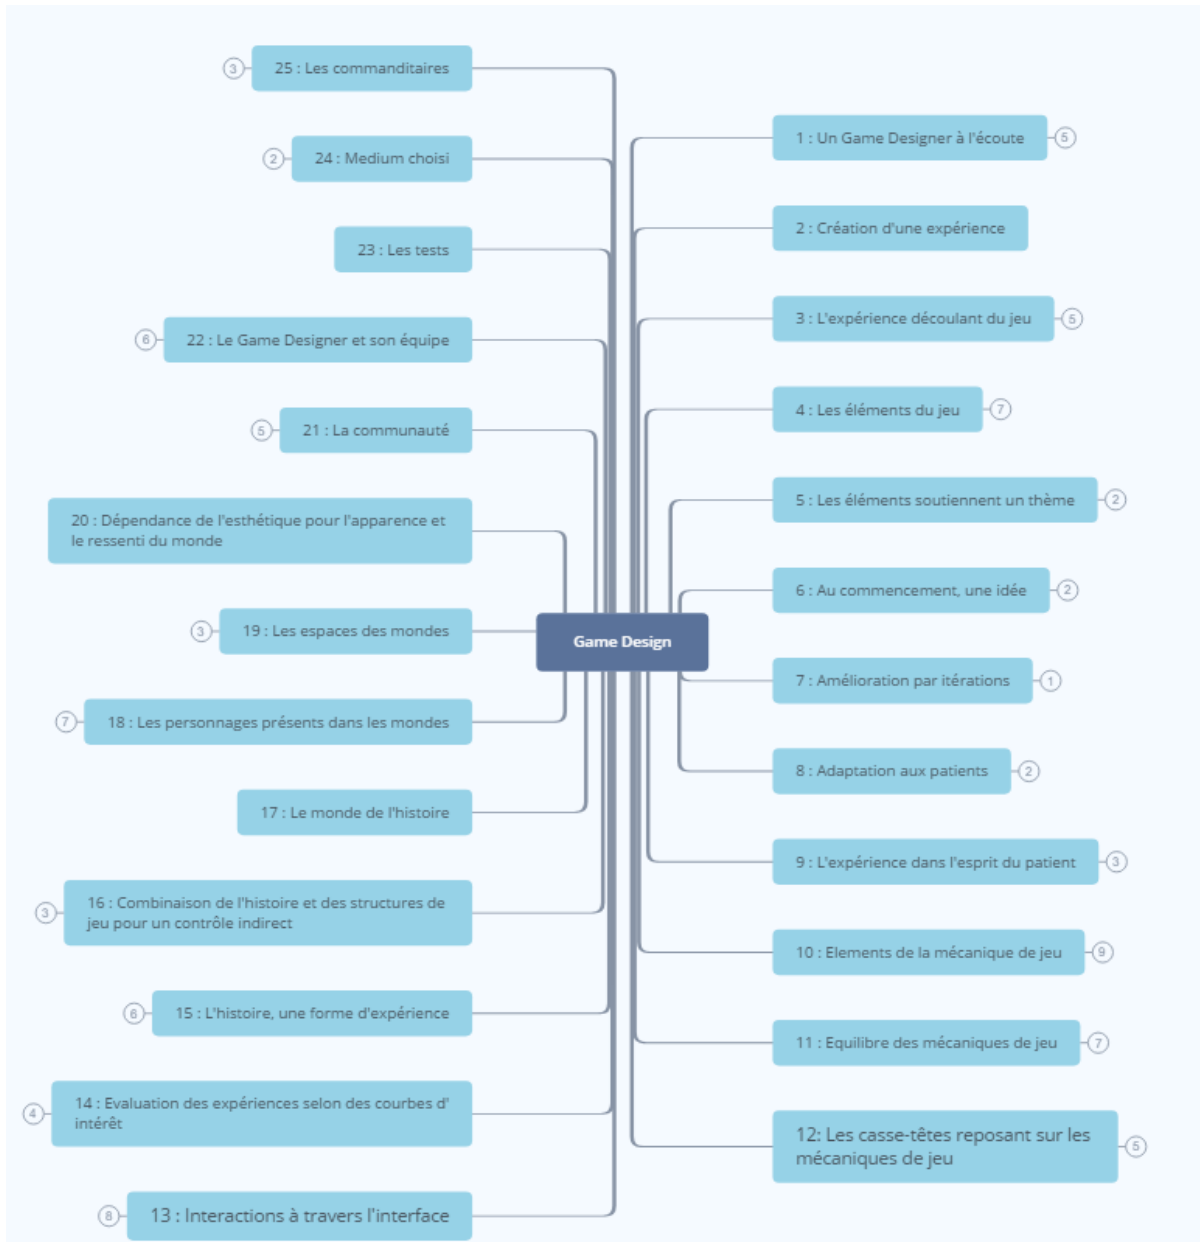 25 : Les commanditaires
3
24 : Medium choisi
2
23 : Les tests
22 : Le Game Designer et son équipe
6
21 : La communauté
5
20 : Dépendance de l'esthétique pour l'apparence et
le ressenti du monde
19 : Les espaces des mondes
3
18 : Les personnages présents dans les mondes
7
17 : Le monde de l'histoire
16 : Combinaison de l'histoire et des structures de
jeu pour un contrôle indirect
3
15 : L'histoire, une forme d'expérience
6
14 : Evaluation des expériences selon des courbes d'
intérêt
4
13 : Interactions à travers l'interface
8
Game Design
1 : Un Game Designer à l'écoute
5
2 : Création d'une expérience
3 : L'expérience découlant du jeu
5
4 : Les éléments du jeu
7
5 : Les éléments soutiennent un thème
2
6 : Au commencement, une idée
2
7 : Amélioration par itérations
1
8 : Adaptation aux patients
2
9 : L'expérience dans l'esprit du patient
3
10 : Elements de la mécanique de jeu
9
11 : Equilibre des mécaniques de jeu
7
12: Les casse-têtes reposant sur les
mécaniques de jeu
5